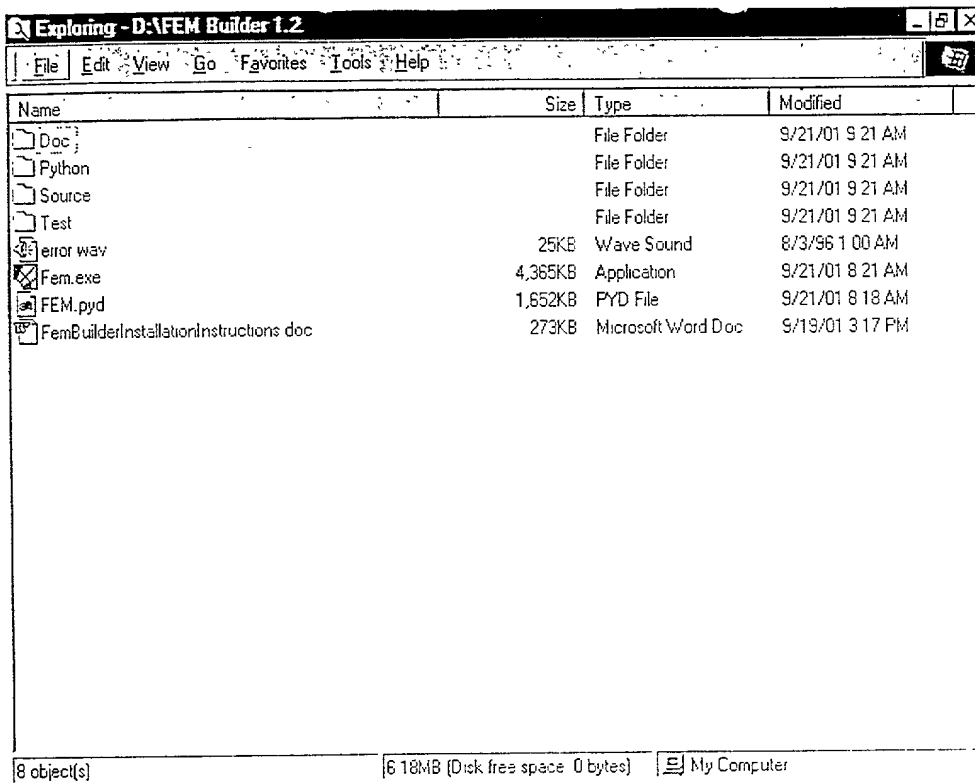 Exploring - D:\FEM Builder 1.2
File Edit View Go Favorites Tools Help
Name Size Type Modified
Doc File Folder 9/21/01 9 21 AM
Python File Folder 9/21/01 9 21 AM
Source File Folder 9/21/01 9 21 AM
Test File Folder 9/21/01 9 21 AM
error wav 25KB Wave Sound 8/3/96 1 00 AM
Fem.exe 4,365KB Application 9/21/01 8 21 AM
FEM.pyd 1,652KB PYD File 9/21/01 8 18 AM
FemBuilderInstallationInstructions doc 273KB Microsoft Word Doc 9/19/01 3 17 PM
8 object(s) 6 18MB (Disk free space 0 bytes) My Computer